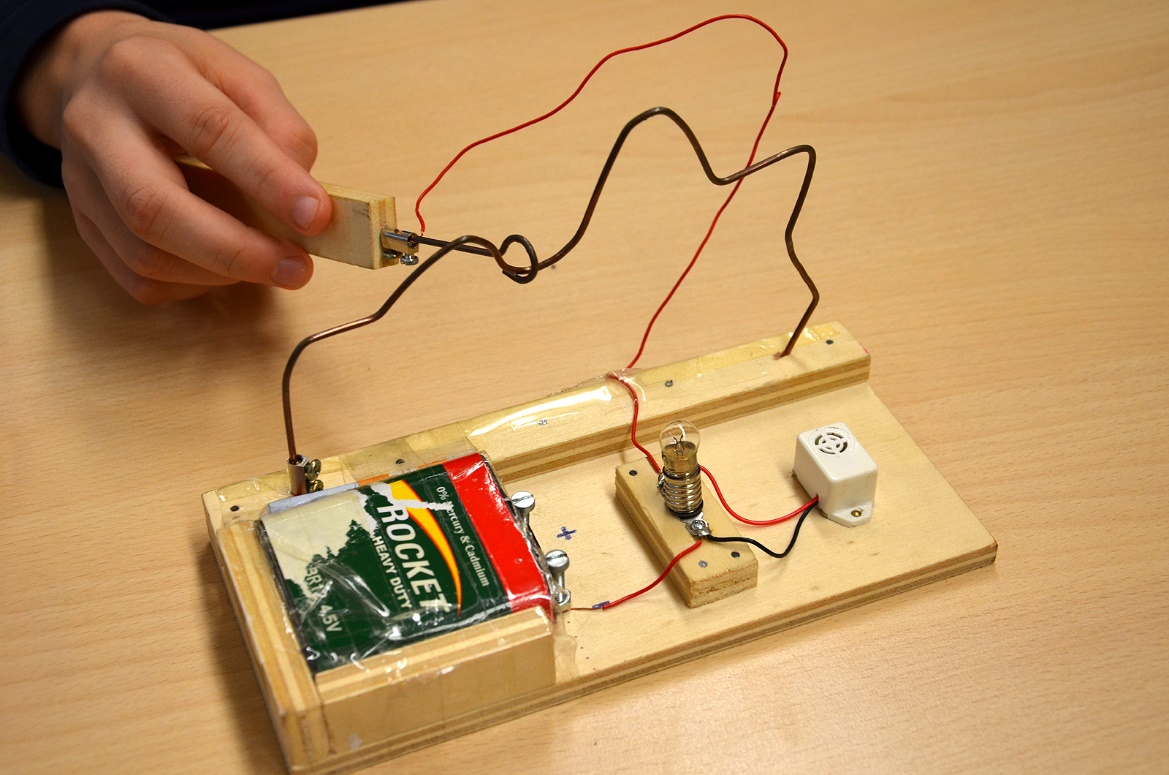 0% Mercury & Cadmium
ROCKET
HEAVY DUTY
4.5V
+